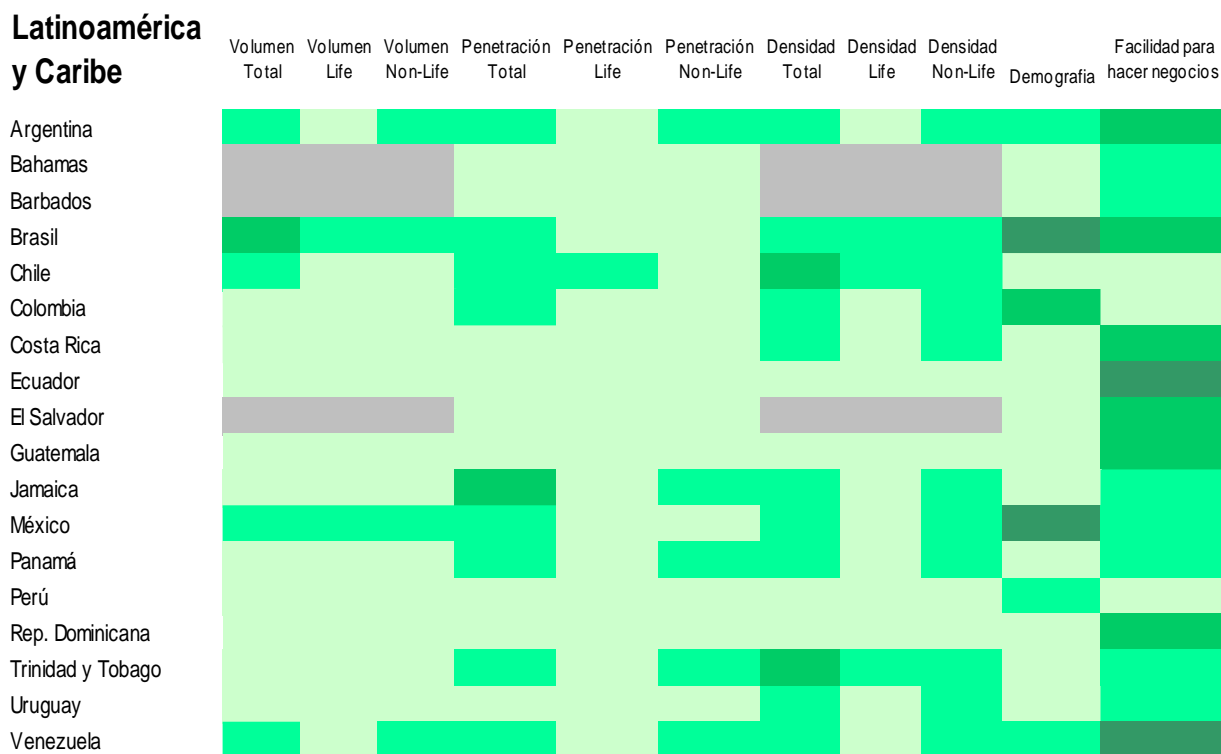 Latinoamérica
y Caribe
Volumen Total
Volumen Life
Volumen Non-Life
Penetración Total
Penetración Life
Penetración Non-Life
Densidad Total
Densidad Life
Densidad Non-Life
Demografia
Facilidad para hacer negocios
Argentina
Bahamas
Barbados
Brasil
Chile
Colombia
Costa Rica
Ecuador
El Salvador
Guatemala
Jamaica
México
Panamá
Perú
Rep. Dominicana
Trinidad y Tobago
Uruguay
Venezuela